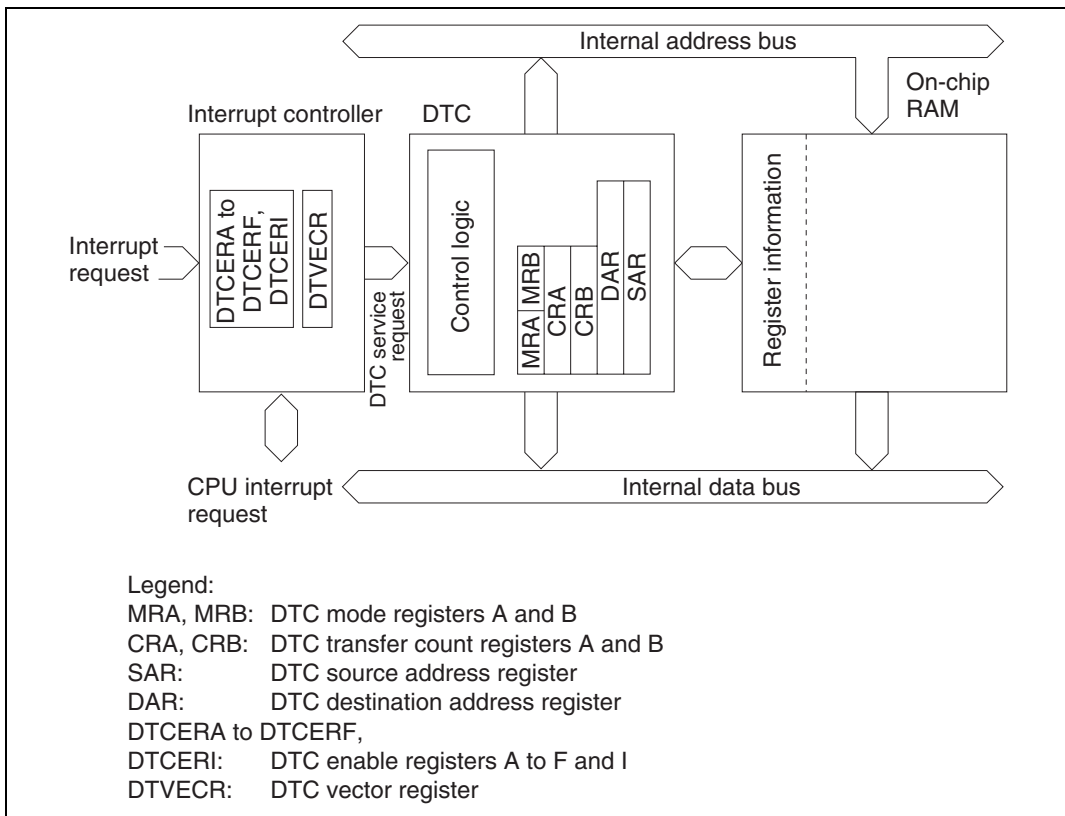 Internal address bus
On-chip
RAM
Interrupt controller
DTC
Interrupt
request
DTCERA to
DTCERF,
DTCERI
DTVECR
DTC service
request
Control logic
MRA
MRB
CRA
CRB
DAR
SAR
Register information
CPU interrupt
request
Internal data bus
Legend:
MRA, MRB: DTC mode registers A and B
CRA, CRB: DTC transfer count registers A and B
SAR: DTC source address register
DAR: DTC destination address register
DTCERA to DTCERF,
DTCERI: DTC enable registers A to F and I
DTVECR: DTC vector register